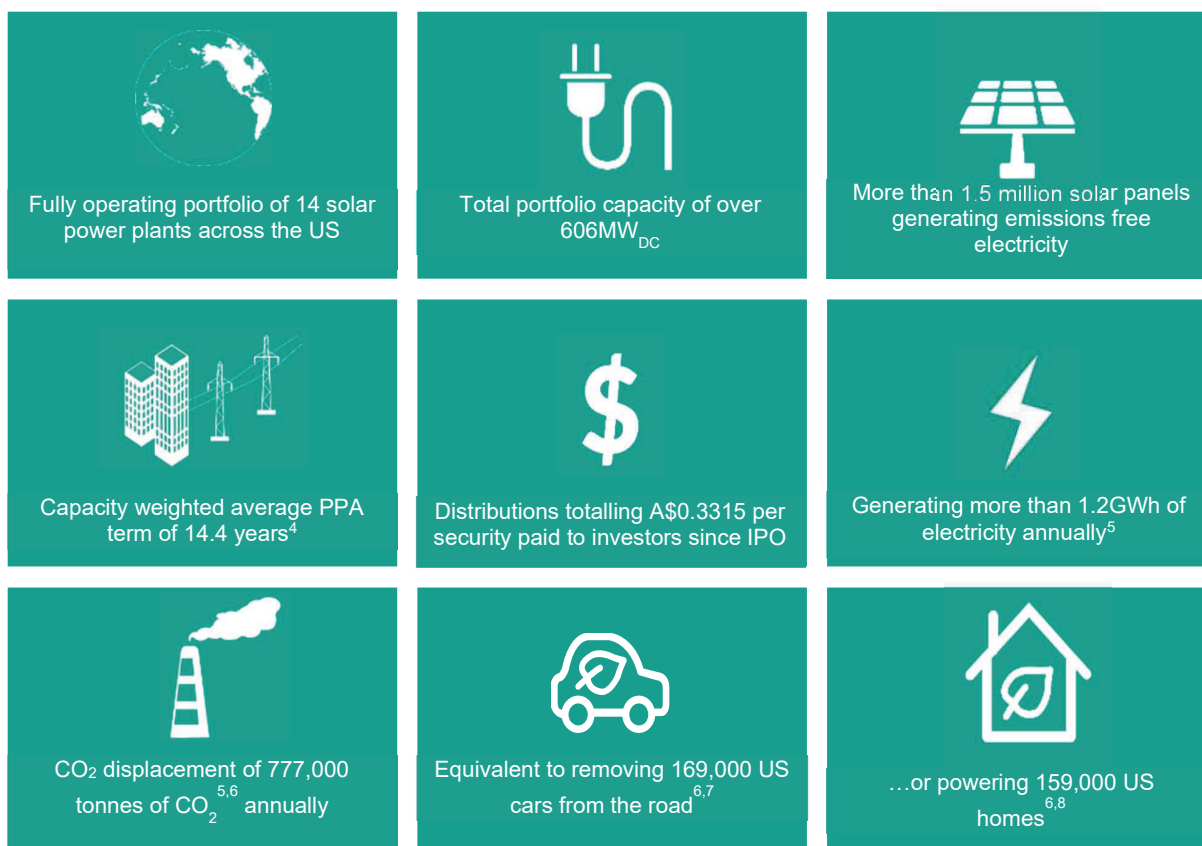 Fully operating portfolio of 14 solar
power plants across the US
Total portfolio capacity of over
606MWDC
More than 1.5 million solar panels
generating emissions free
electricity
Capacity weighted average PPA
term of 14.4 years4
Distributions totalling A$0.3315 per
security paid to investors since IPO
Generating more than 1.2GWh of
electricity annually5
CO2 displacement of 777,000
tonnes of CO2 5,6 annually
Equivalent to removing 169,000 US
cars from the road6,7
…or powering 159,000 US
homes6,8